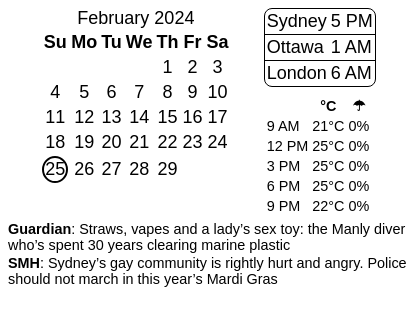 February 2024
Su Mo Tu We Th Fr Sa
1 2 3
4 5 6 7 8 9 10
11 12 13 14 15 16 17
18 19 20 21 22 23 24
25 26 27 28 29
Sydney 5 PM
Ottawa 1 AM
London 6 AM
°C ☂
9 AM 21°C 0%
12 PM 25°C 0%
3 PM 25°C 0%
6 PM 25°C 0%
9 PM 22°C 0%
Guardian: Straws, vapes and a lady’s sex toy: the Manly diver
who’s spent 30 years clearing marine plastic
SMH: Sydney’s gay community is rightly hurt and angry. Police
should not march in this year’s Mardi Gras